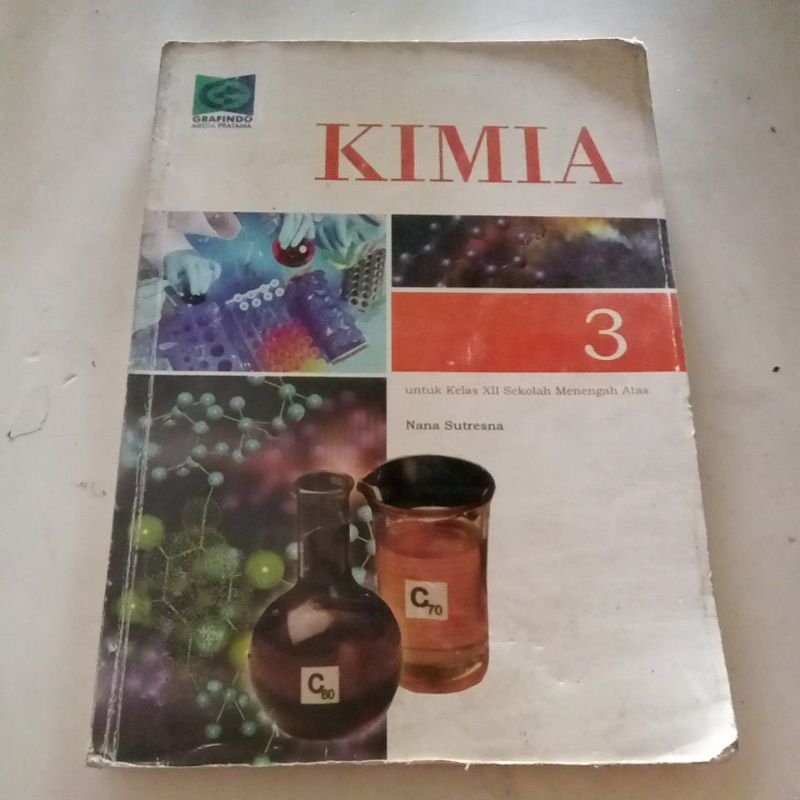 GRAFINDO
MEDIA PRATAMA
KIMIA
3
untuk Kelas XII Sekolah Menengah Atas
Nana Sutresna
C70
C60